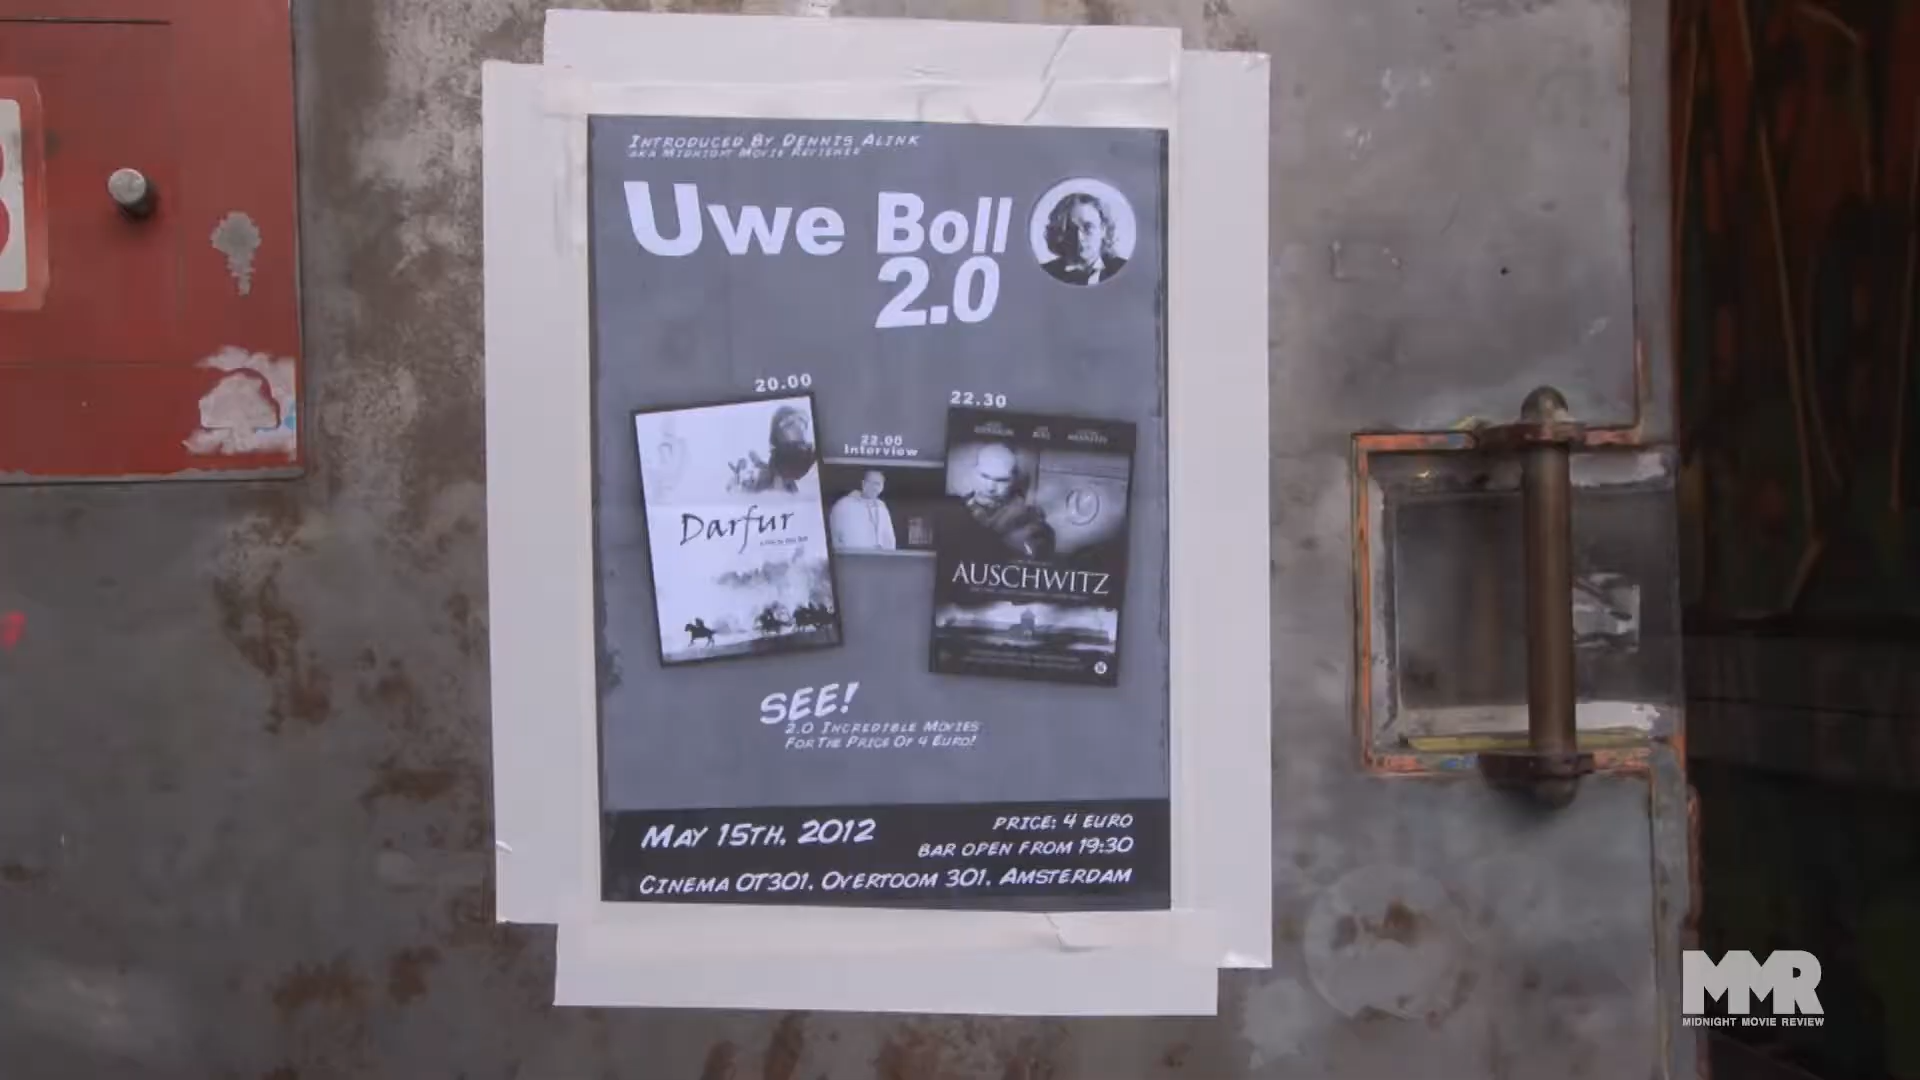 INTRODUCED BY DENNIS ALINK
AKA MIDNIGHT MOVIE REVIEWER
Uwe Boll
2.0
20.00
22.30
22.00
Interview
Darfur
AUSCHWITZ
SEE!
2.0 INCREDIBLE MOVIES
FOR THE PRICE OF 4 EURO!
MAY 15TH, 2012
PRICE: 4 EURO
BAR OPEN FROM 19:30
CINEMA OT301, OVERTOOM 301, AMSTERDAM
MMR
MIDNIGHT MOVIE REVIEW